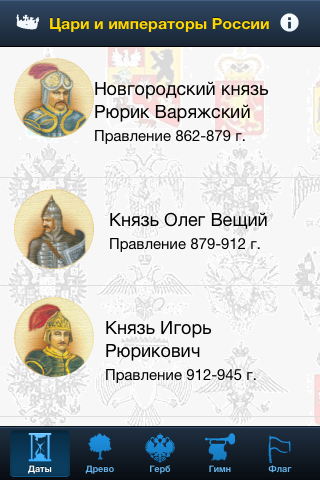 Цари и императоры России
Новгородский князь
Рюрик Варяжский
Правление 862-879 г.
Князь Олег Вещий
Правление 879-912 г.
Князь Игорь
Рюрикович
Правление 912-945 г.
Даты
Древо
Герб
Гимн
Флаг